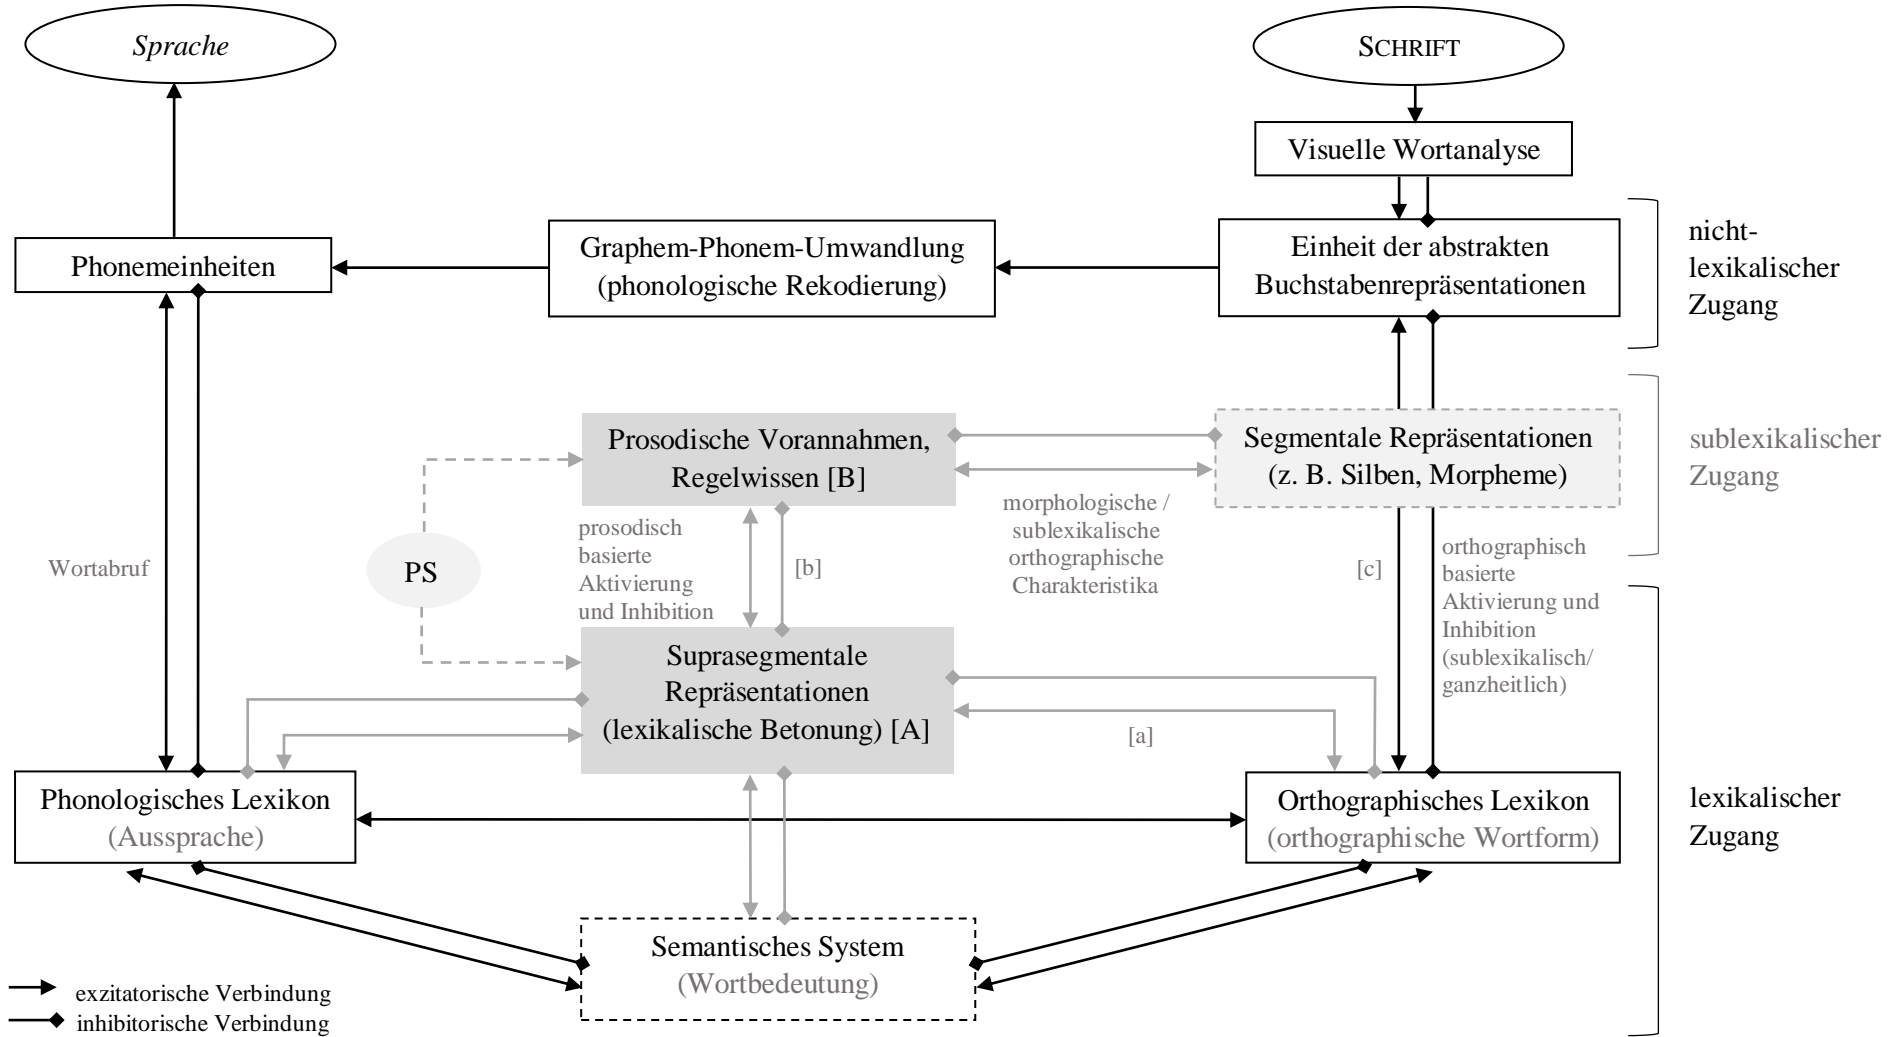 Sprache
SCHRIFT
Visuelle Wortanalyse
Phonemeinheiten
Graphem-Phonem-Umwandlung
(phonologische Rekodierung)
Einheit der abstrakten
Buchstabenrepräsentationen
nicht-
lexikalischer
Zugang
Prosodische Vorannahmen,
Regelwissen [B]
Segmentale Repräsentationen
(z. B. Silben, Morpheme)
sublexikalischer
Zugang
morphologische /
sublexikalische
orthographische
Charakteristika
prosodisch
basierte
Aktivierung
und Inhibition
[b]
Wortabruf
PS
[c]
orthographisch
basierte
Aktivierung und
Inhibition
(sublexikalisch/
ganzheitlich)
Suprasegmentale
Repräsentationen
(lexikalische Betonung) [A]
[a]
Phonologisches Lexikon
(Aussprache)
Orthographisches Lexikon
(orthographische Wortform)
lexikalischer
Zugang
Semantisches System
(Wortbedeutung)
exzitatorische Verbindung
inhibitorische Verbindung